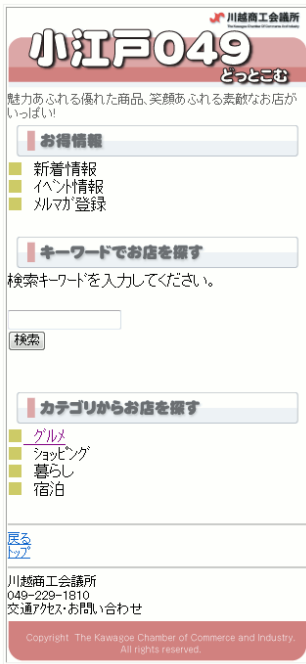 川越商工会議所
The Kawagoe Chamber Of Commerce and Industry
小江戸049
どっとこむ
魅力あふれる優れた商品、笑顔あふれる素敵なお店が
いっぱい!
お得情報
新着情報
ｲﾍﾞﾝﾄ情報
ﾒﾙﾏｶﾞ登録
キーワードでお店を探す
検索ｷｰﾜｰﾄﾞを入力してください。
検索
カテゴリからお店を探す
ｸﾞﾙﾒ
ｼｮｯﾋﾟﾝｸﾞ
暮らし
宿泊
戻る
ﾄｯﾌﾟ
川越商工会議所
049-229-1810
交通ｱｸｾｽ･お問い合わせ
Copyright The Kawagoe Chamber of Commerce and Industry.
All rights reserved.